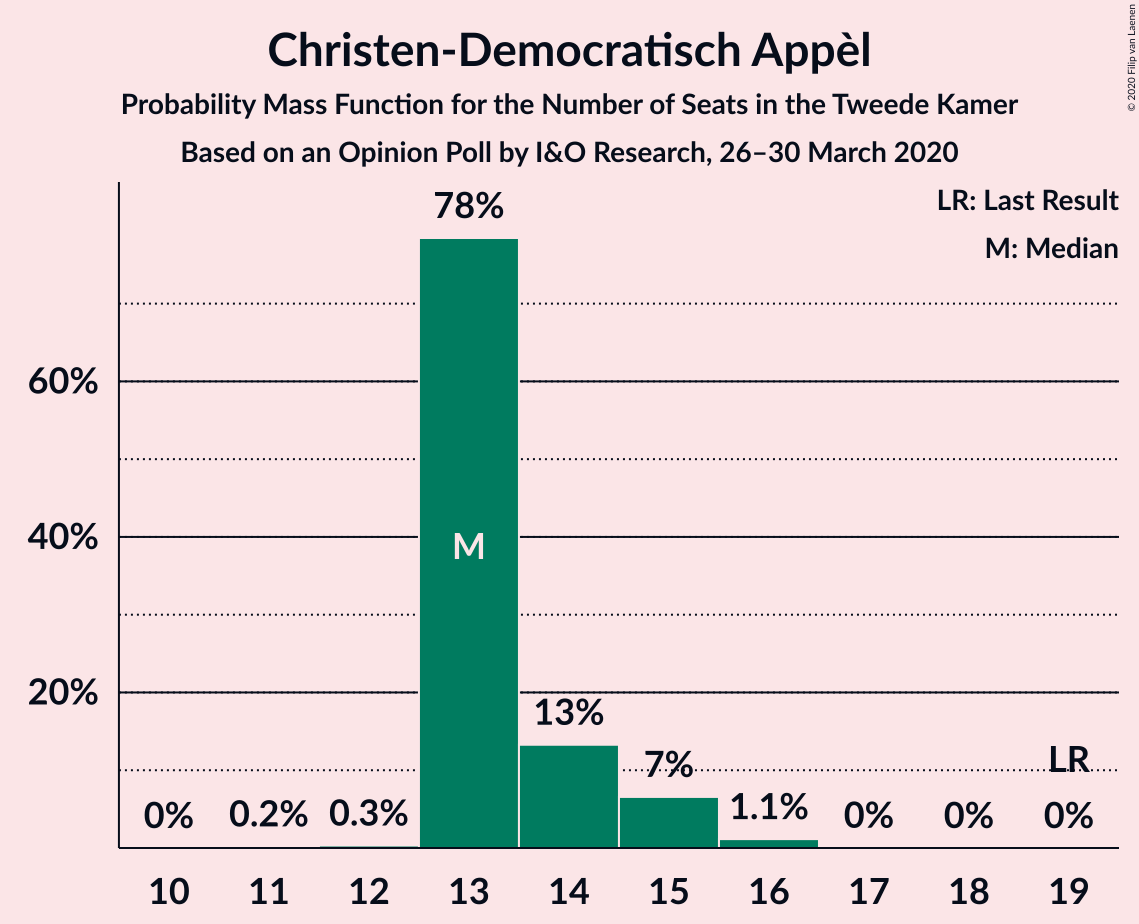 Christen-Democratisch Appèl
Probability Mass Function for the Number of Seats in the Tweede Kamer
Based on an Opinion Poll by I&O Research, 26–30 March 2020
© 2020 Filip van Laenen
LR: Last Result
M: Median
78%
60%
40%
M
20%
13%
7%
LR
0%
0.2%
0.3%
1.1%
0%
0%
0%
10
11
12
13
14
15
16
17
18
19